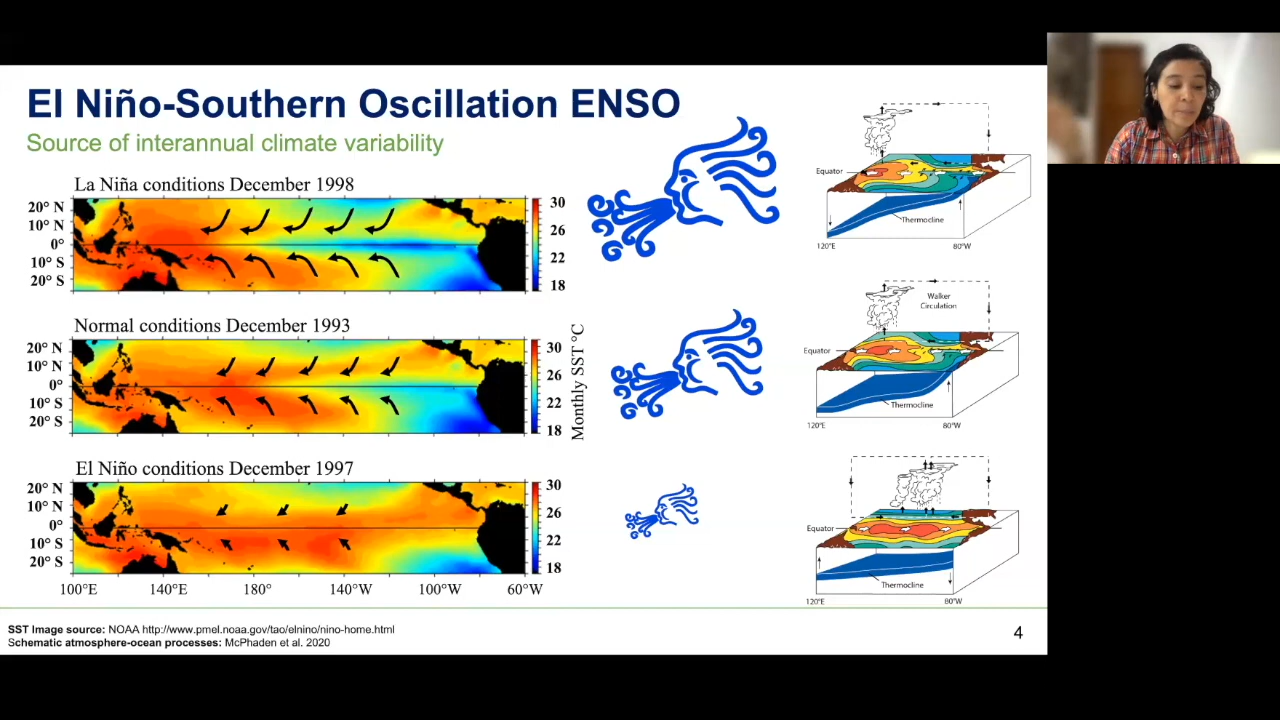 El Niño-Southern Oscillation ENSO
Source of interannual climate variability
La Niña conditions December 1998
20° N
10° N
0°
10° S
20° S
30
26
22
18
Equator
Thermocline
120°E
80°W
Normal conditions December 1993
20° N
10° N
0°
10° S
20° S
30
26
22
18
Monthly SST °C
Walker
Circulation
Equator
Thermocline
120°E
80°W
El Niño conditions December 1997
20° N
10° N
0°
10° S
20° S
30
26
22
18
100°E 140°E 180° 140°W 100°W 60°W
Equator
Thermocline
120°E
80°W
SST Image source: NOAA http://www.pmel.noaa.gov/tao/elnino/nino-home.html
Schematic atmosphere-ocean processes: McPhaden et al. 2020
4